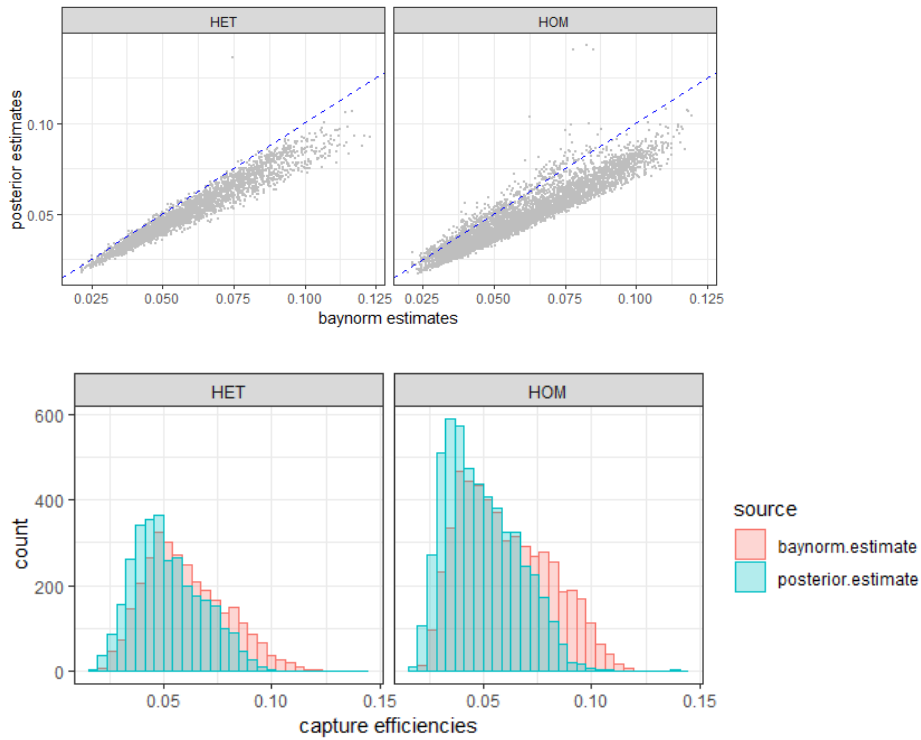 HET HOM
posterior estimates
0.10
0.05
0.025 0.050 0.075 0.100 0.125 0.025 0.050 0.075 0.100 0.125
baynorm estimates
HET HOM
count
600
400
200
0
0.05 0.10 0.15 0.05 0.10 0.15
capture efficiencies
source
baynorm.estimate
posterior.estimate